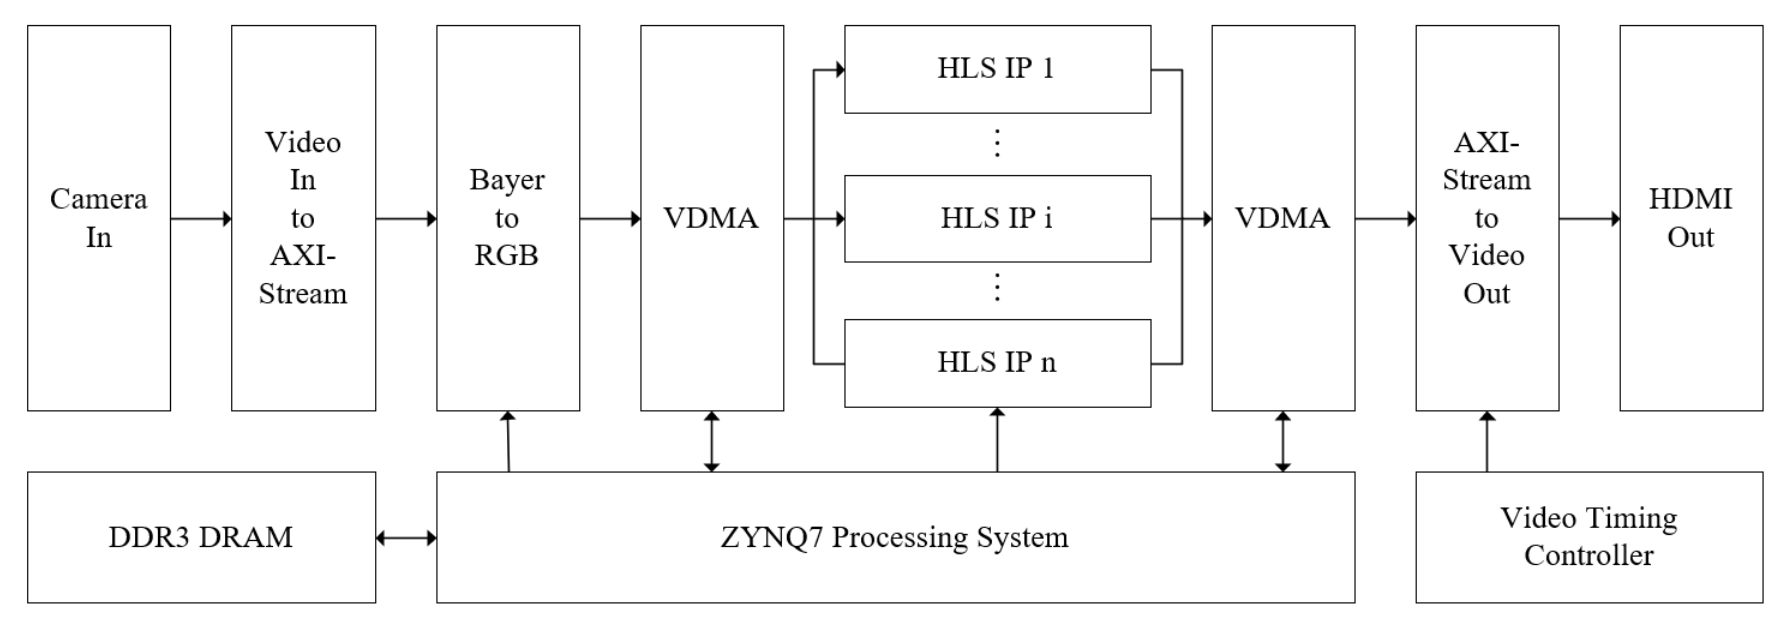 Camera
In
Video
In
to
AXI-
Stream
Bayer
to
RGB
VDMA
HLS IP 1
⋮
HLS IP i
⋮
HLS IP n
VDMA
AXI-
Stream
to
Video
Out
HDMI
Out
DDR3 DRAM
ZYNQ7 Processing System
Video Timing
Controller